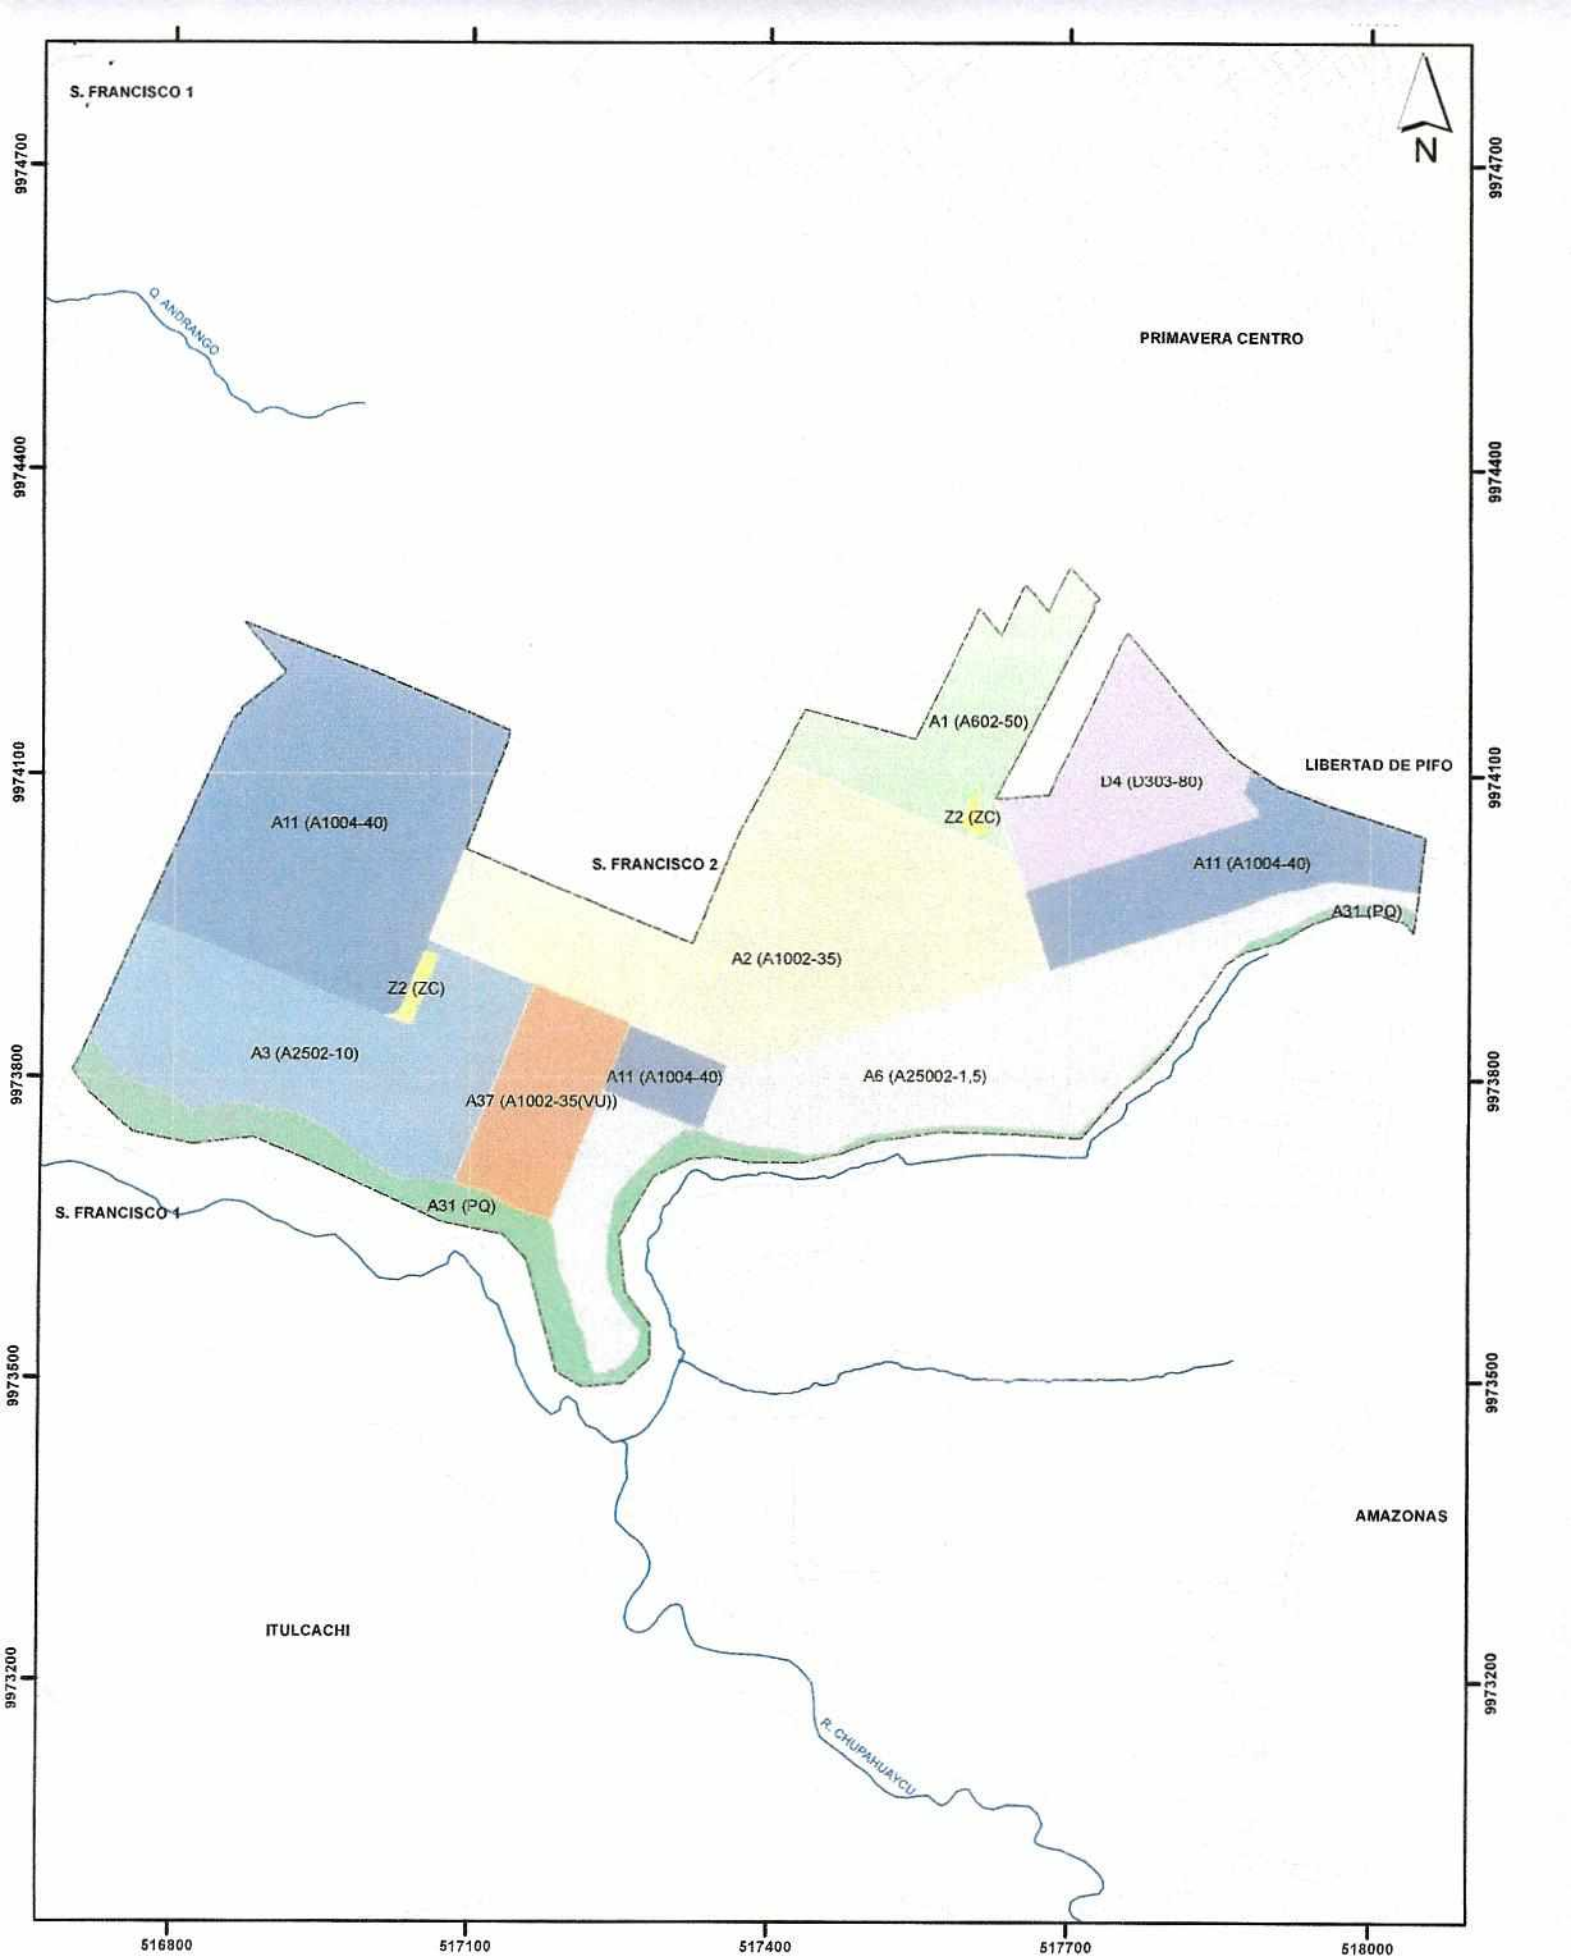 S. FRANCISCO 1
N
9974700
9974700
Q. ANDRANGO
PRIMAVERA CENTRO
9974400
9974400
A1 (A602-50)
9974100
LIBERTAD DE PIFO
9974100
D4 (D303-80)
A11 (A1004-40)
Z2 (ZC)
S. FRANCISCO 2
A11 (A1004-40)
A31 (PQ)
A2 (A1002-35)
Z2 (ZC)
A3 (A2502-10)
9973800
A11 (A1004-40)
A6 (A25002-1,5)
9973800
A37 (A1002-35(VU))
A31 (PQ)
S. FRANCISCO 1
9973500
9973500
AMAZONAS
ITULCACHI
9973200
9973200
R. CHUPAHUAYCU
516800
517100
517400
517700
518000